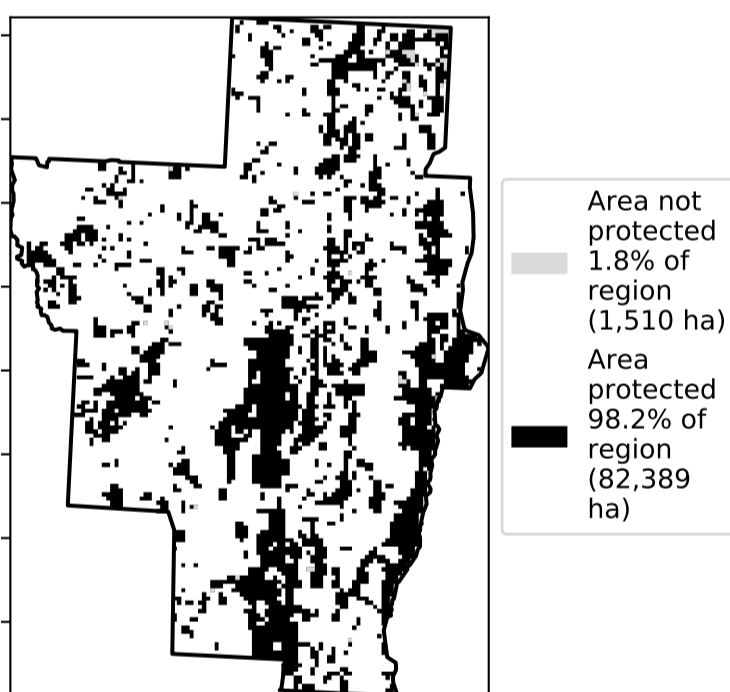 Area not
protected
1.8% of
region
(1,510 ha)
Area
protected
98.2% of
region
(82,389
ha)